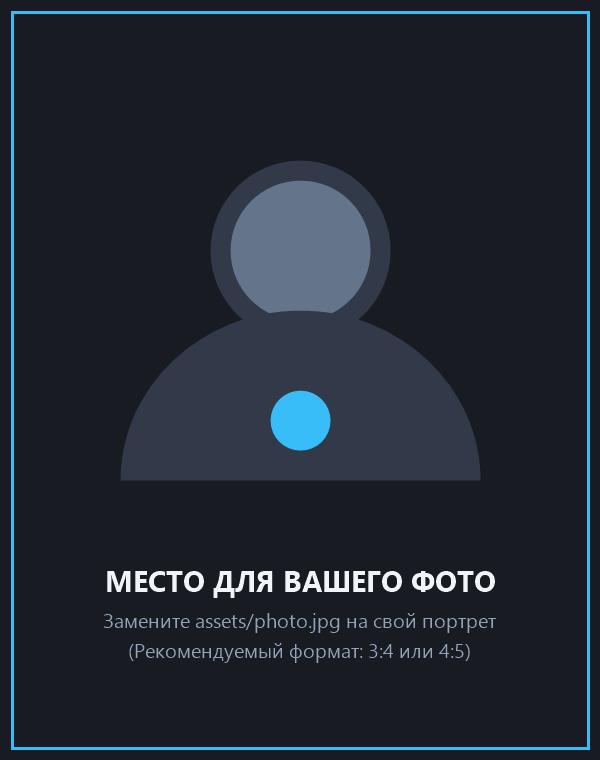 МЕСТО ДЛЯ ВАШЕГО ФОТО
Замените assets/photo.jpg на свой портрет
(Рекомендуемый формат: 3:4 или 4:5)